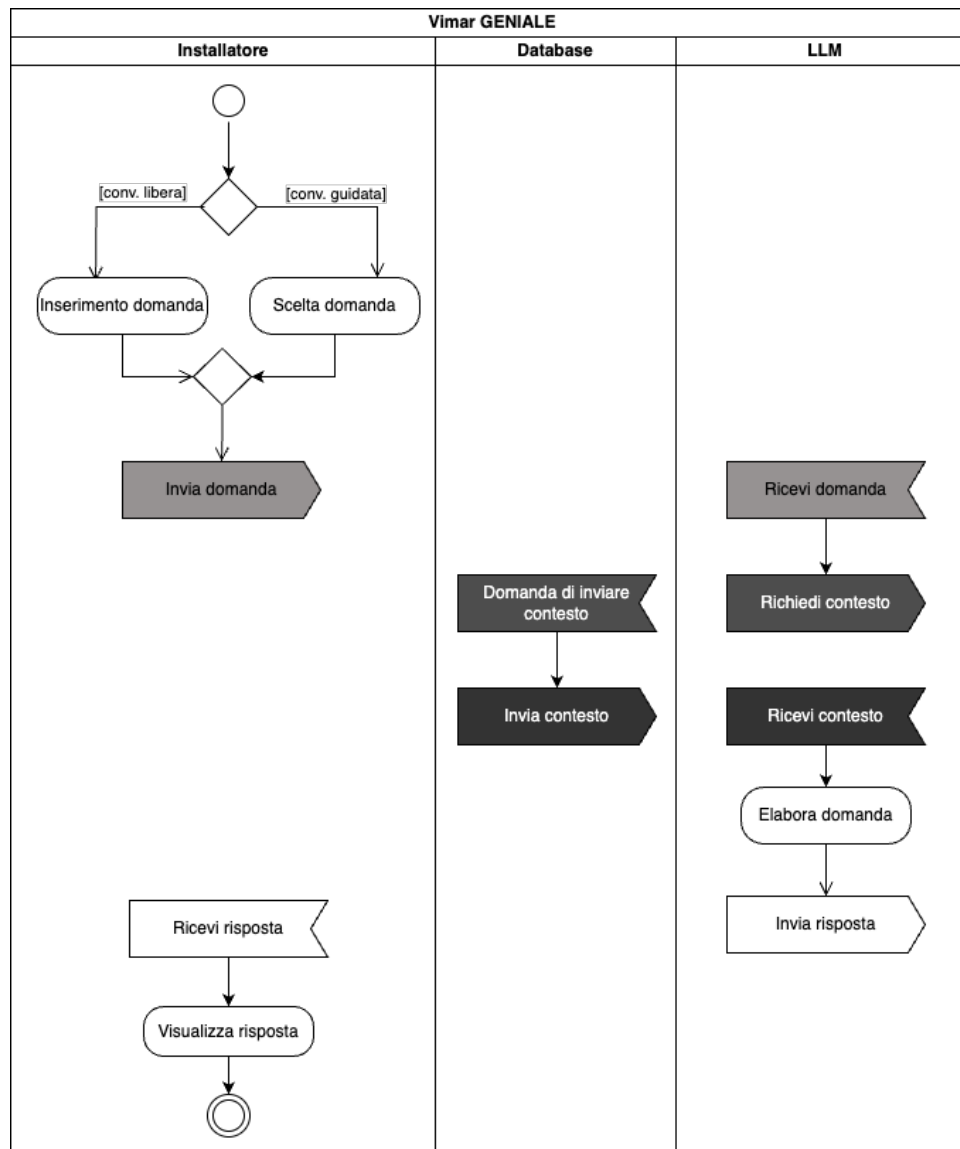 Vimar GENIALE
Installatore
Database
LLM
[conv. libera]
[conv. guidata]
Inserimento domanda
Scelta domanda
Invia domanda
Ricevi domanda
Domanda di inviare
contesto
Richiedi contesto
Invia contesto
Ricevi contesto
Elabora domanda
Ricevi risposta
Invia risposta
Visualizza risposta